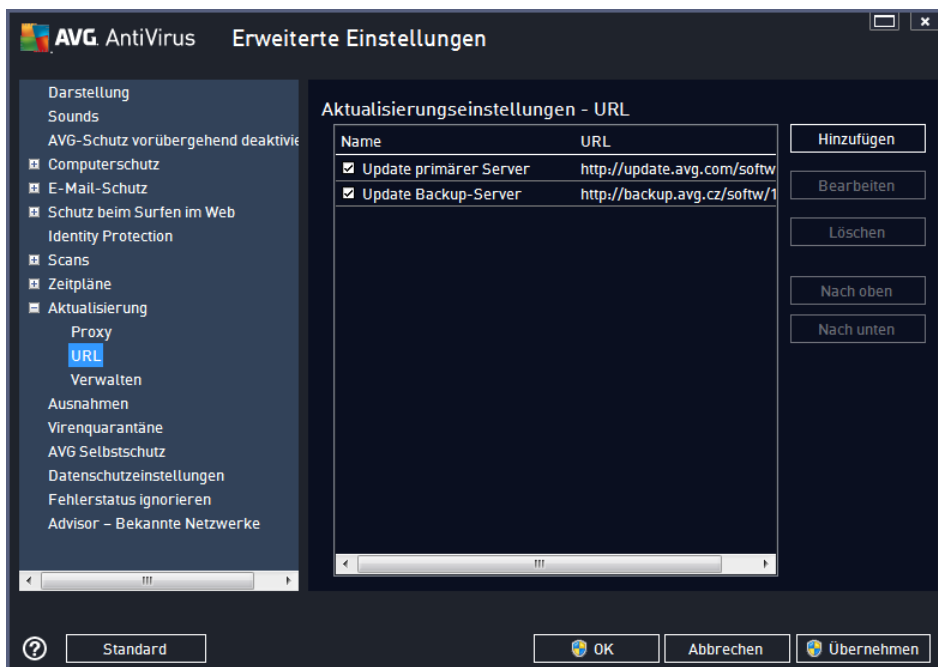 AVG AntiVirus Erweiterte Einstellungen
Darstellung
Sounds
AVG-Schutz vorübergehend deaktivie
Computerschutz
E-Mail-Schutz
Schutz beim Surfen im Web
Identity Protection
Scans
Zeitpläne
Aktualisierung
Proxy
URL
Verwalten
Ausnahmen
Virenquarantäne
AVG Selbstschutz
Datenschutzeinstellungen
Fehlerstatus ignorieren
Advisor – Bekannte Netzwerke
Aktualisierungseinstellungen - URL
Name URL
Update primärer Server http://update.avg.com/softw
Update Backup-Server http://backup.avg.cz/softw/1
Hinzufügen
Bearbeiten
Löschen
Nach oben
Nach unten
? Standard OK Abbrechen Übernehmen